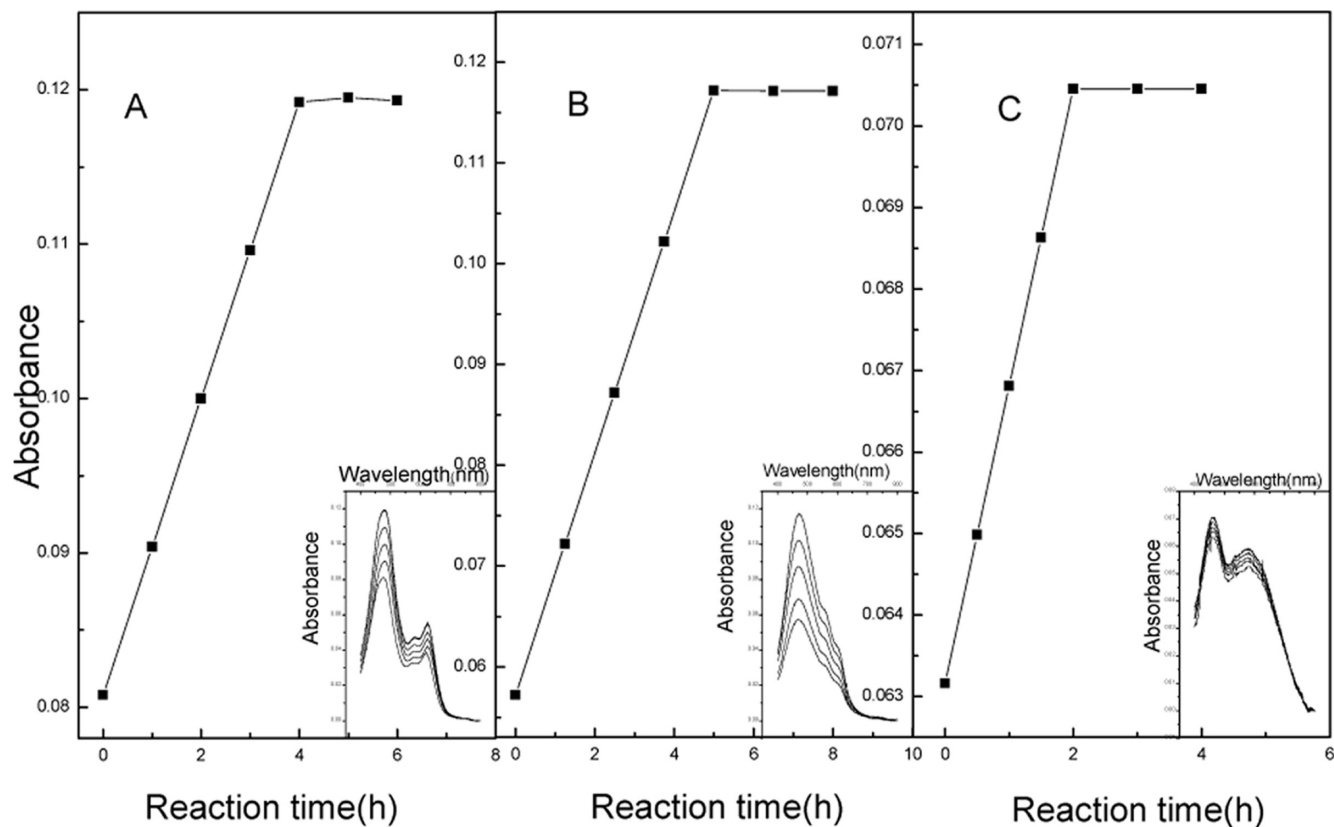 A
Absorbance
0.12
0.11
0.10
0.09
0.08
0 2 4 6 8
Reaction time(h)
Wavelength(nm)
Absorbance
B
0.12
0.11
0.10
0.09
0.08
0.07
0.06
0 2 4 6 8 10
Reaction time(h)
Wavelength(nm)
Absorbance
C
0.071
0.070
0.069
0.068
0.067
0.066
0.065
0.064
0.063
0 2 4 6
Reaction time(h)
Wavelength(nm)
Absorbance